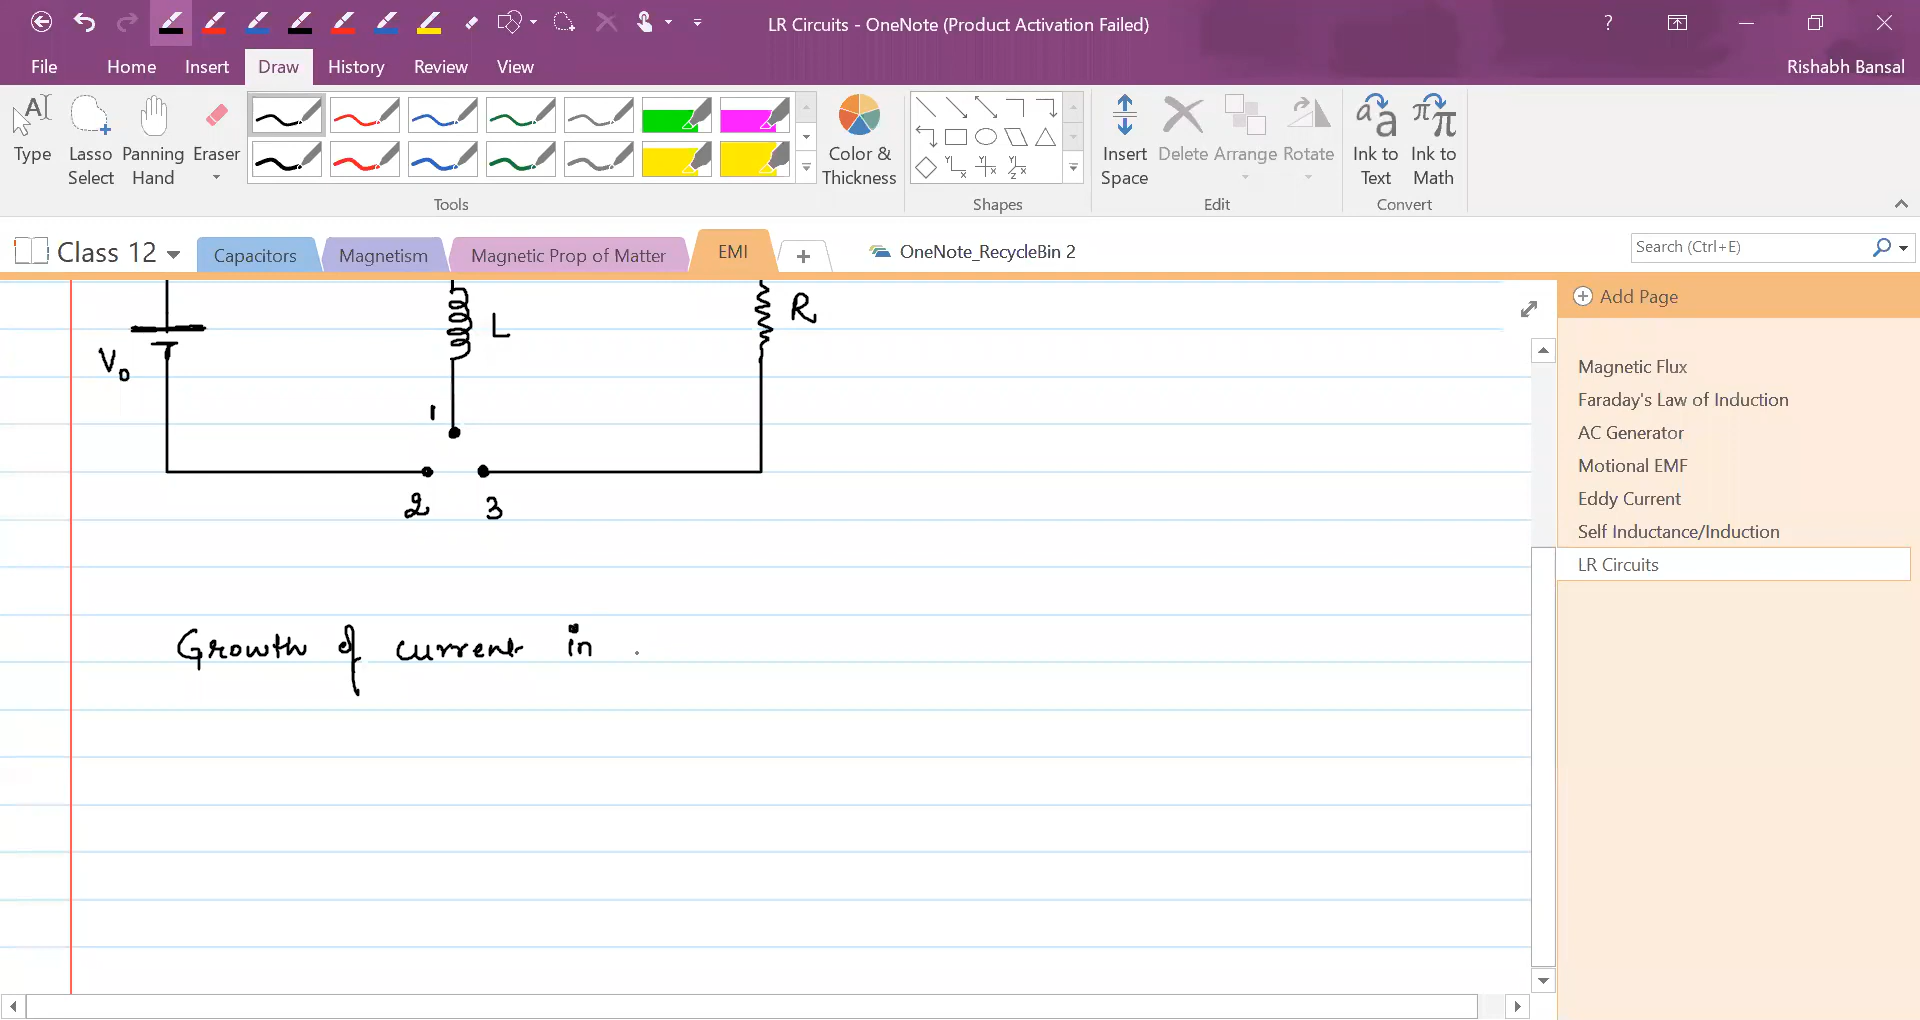 LR Circuits - OneNote (Product Activation Failed)
?
File Home Insert Draw History Review View
Rishabh Bansal
Type
Lasso Select
Panning Hand
Eraser
Color & Thickness
Insert Space
Delete Arrange Rotate
Ink to Text
Ink to Math
Tools
Shapes
Edit
Convert
Class 12
Capacitors
Magnetism
Magnetic Prop of Matter
EMI
OneNote_RecycleBin 2
Search (Ctrl+E)
Add Page
Magnetic Flux
Faraday's Law of Induction
AC Generator
Motional EMF
Eddy Current
Self Inductance/Induction
LR Circuits
R
L
V₀
1
2 3
Growth of current in